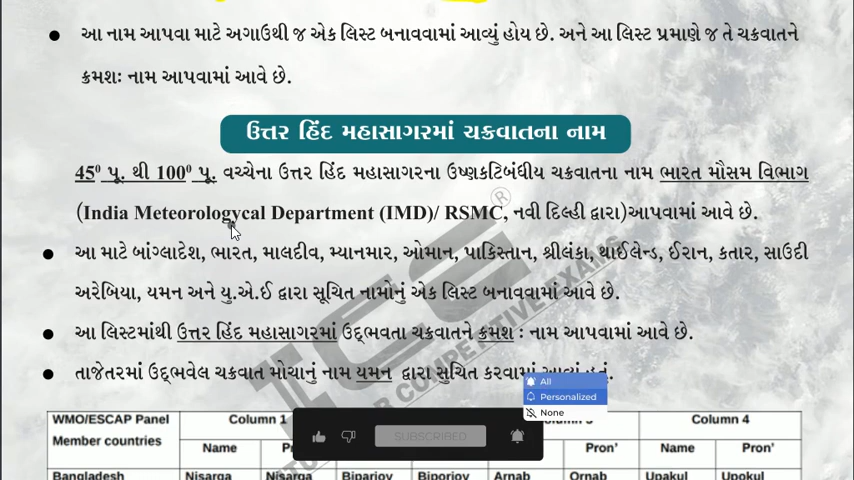 આ નામ આપવા માટે અગાઉથી જ એક લિસ્ટ બનાવવામાં આવ્યું હોય છે. અને આ લિસ્ટ પ્રમાણે જ તે ચક્રવાતને
ક્રમશઃ નામ આપવામાં આવે છે.
ઉત્તર હિંદ મહાસાગરમાં ચક્રવાતના નામ
45⁰ પૂ. થી 100⁰ પૂ. વચ્ચેના ઉત્તર હિંદ મહાસાગરના ઉષ્ણકટિબંધીય ચક્રવાતના નામ ભારત મૌસમ વિભાગ
(India Meteorologycal Department (IMD)/ RSMC, નવી દિલ્હી દ્વારા)આપવામાં આવે છે.
આ માટે બાંગ્લાદેશ, ભારત, માલદીવ, મ્યાનમાર, ઓમાન, પાકિસ્તાન, શ્રીલંકા, થાઈલેન્ડ, ઈરાન, કતાર, સાઉદી
અરેબિયા, યમન અને યુ.એ.ઈ દ્વારા સૂચિત નામોનું એક લિસ્ટ બનાવવામાં આવે છે.
આ લિસ્ટમાંથી ઉત્તર હિંદ મહાસાગરમાં ઉદ્ભવતા ચક્રવાતને ક્રમશ : નામ આપવામાં આવે છે.
તાજેતરમાં ઉદ્ભવેલ ચક્રવાત મોચાનું નામ યમન દ્વારા સુચિત કરવામાં આવ્યું હતું.
All
Personalized
None
SUBSCRIBED
WMO/ESCAP Panel Column 1 Column 4
Member countries Name Pron' Name Pron'
Bangladesh Nisarga Nisarga Biparjoy Biporjoy Arnab Ornab Upakul Upokul
ICE